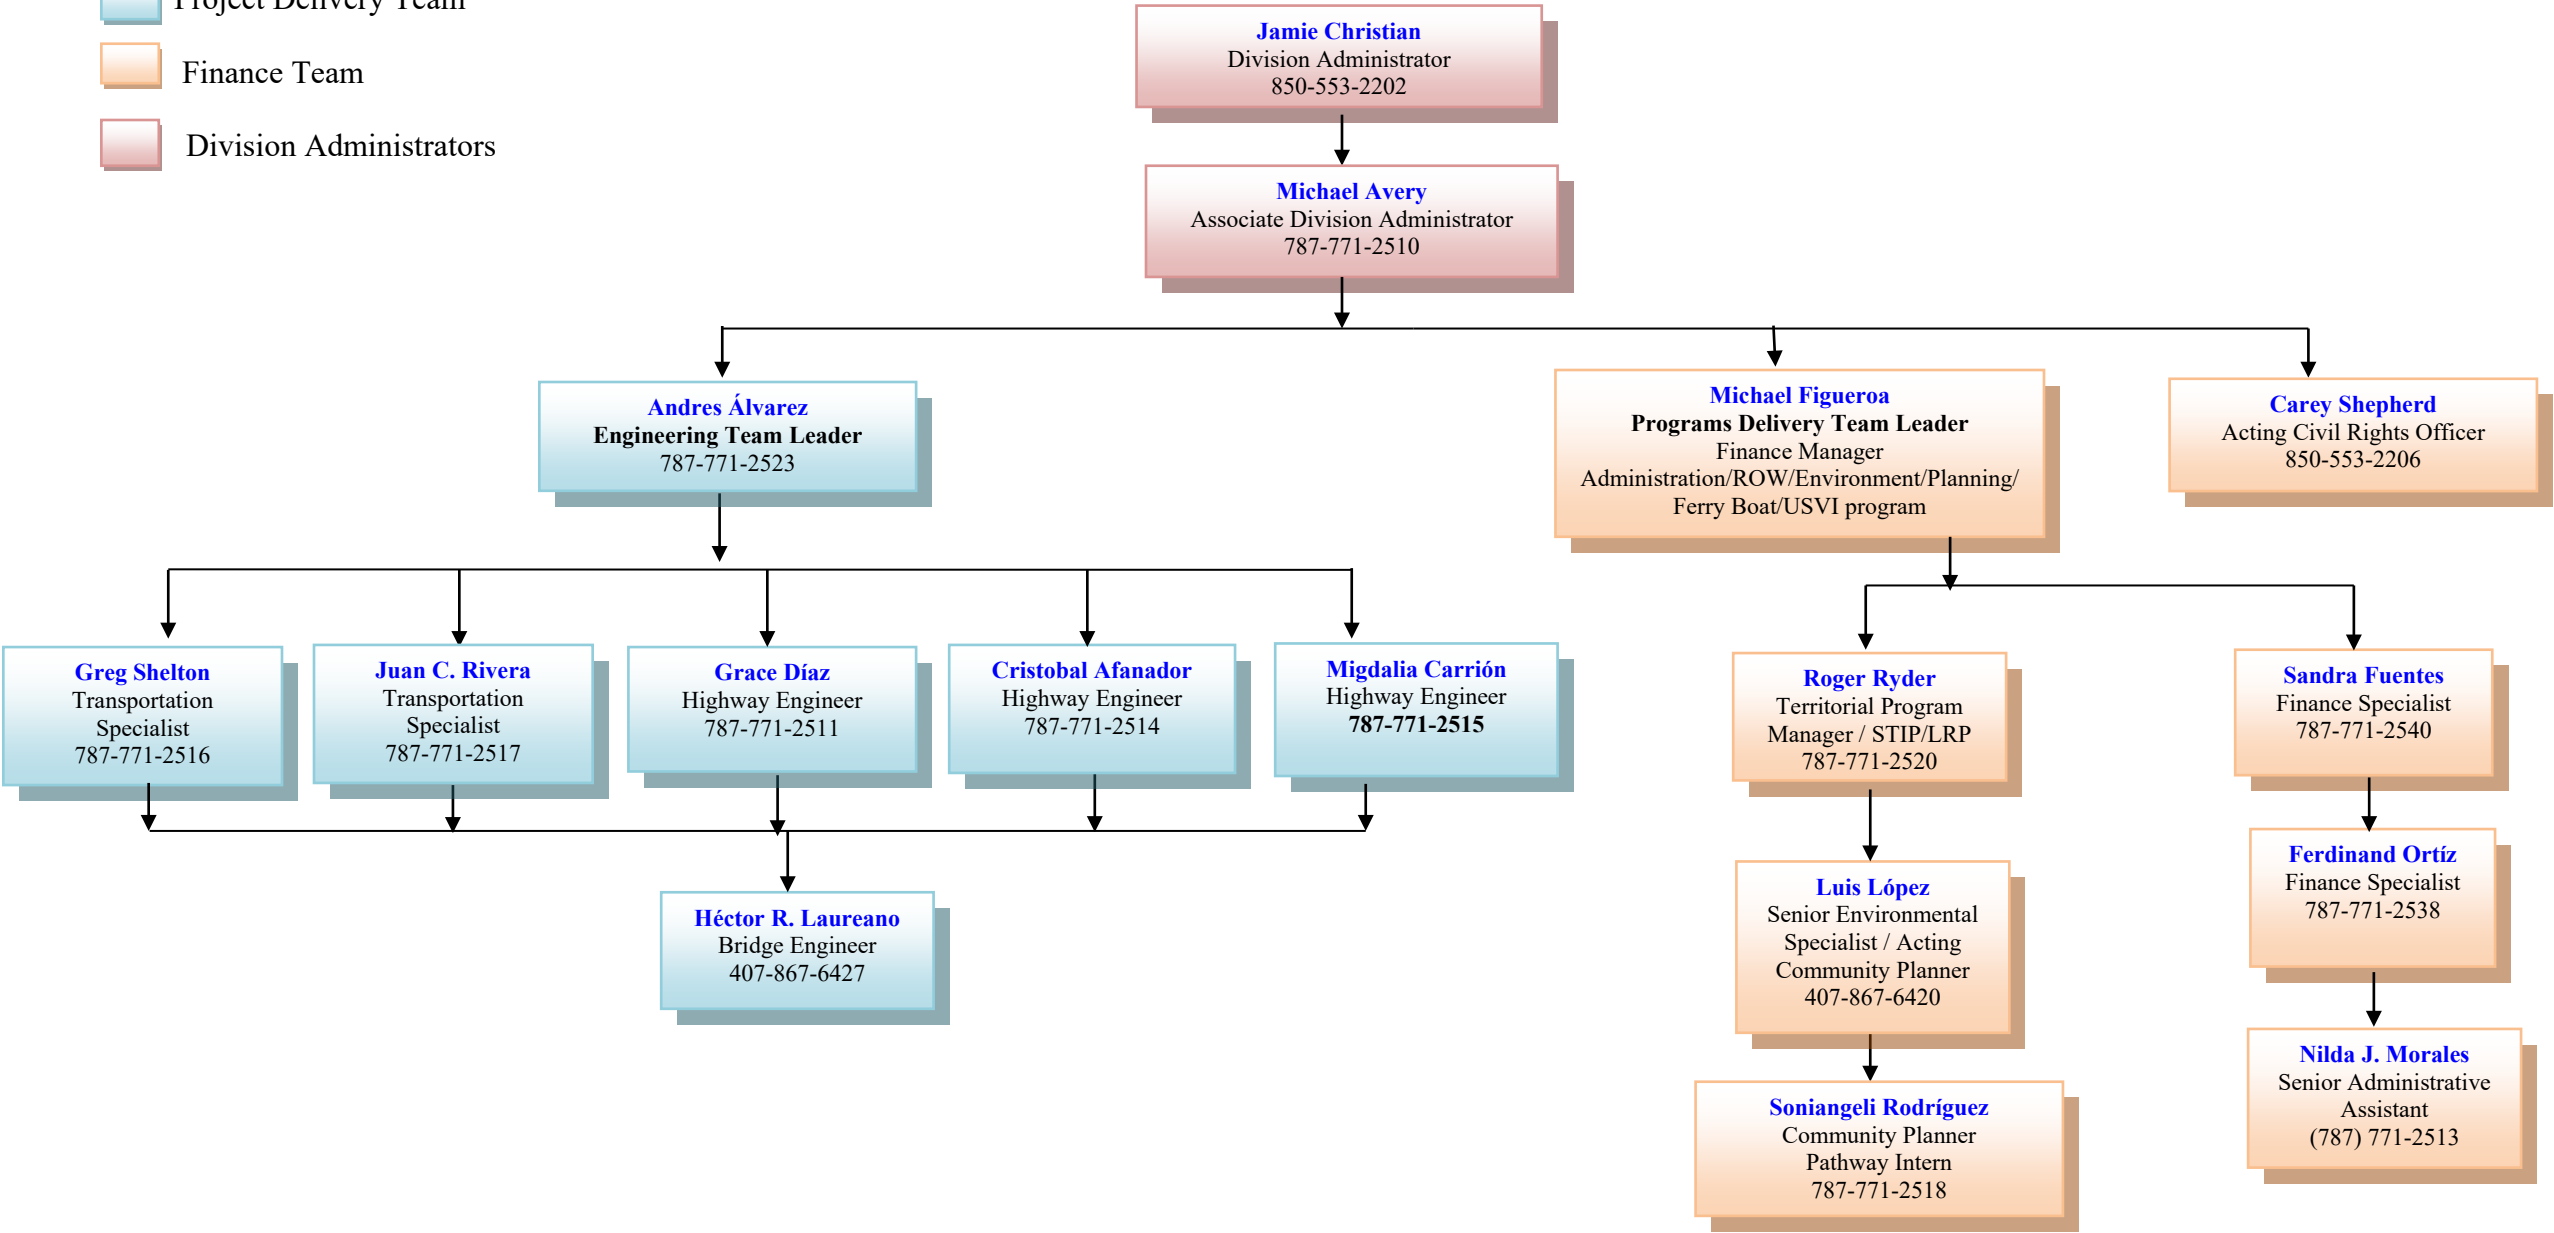 Project Delivery Team
Finance Team
Division Administrators
Jamie Christian
Division Administrator
850-553-2202
Michael Avery
Associate Division Administrator
787-771-2510
Andres Álvarez
Engineering Team Leader
787-771-2523
Michael Figueroa
Programs Delivery Team Leader
Finance Manager
Administration/ROW/Environment/Planning/
Ferry Boat/USVI program
Carey Shepherd
Acting Civil Rights Officer
850-553-2206
Greg Shelton
Transportation
Specialist
787-771-2516
Juan C. Rivera
Transportation
Specialist
787-771-2517
Grace Díaz
Highway Engineer
787-771-2511
Cristobal Afanador
Highway Engineer
787-771-2514
Migdalia Carrión
Highway Engineer
787-771-2515
Roger Ryder
Territorial Program
Manager / STIP/LRP
787-771-2520
Sandra Fuentes
Finance Specialist
787-771-2540
Héctor R. Laureano
Bridge Engineer
407-867-6427
Luis López
Senior Environmental
Specialist / Acting
Community Planner
407-867-6420
Ferdinand Ortíz
Finance Specialist
787-771-2538
Soniangeli Rodríguez
Community Planner
Pathway Intern
787-771-2518
Nilda J. Morales
Senior Administrative
Assistant
(787) 771-2513